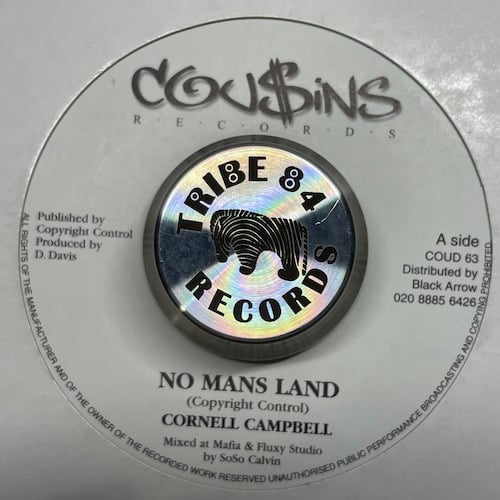 COU$INS
R·E·C·O·R·D·S
TRIBE 84
RECORDS
Published by
Copyright Control
Produced by
D. Davis
A side
COUD 63
Distributed by
Black Arrow
020 8885 6426
NO MANS LAND
(Copyright Control)
CORNELL CAMPBELL
Mixed at Mafia & Fluxy Studio
by SoSo Calvin
ALL RIGHTS OF THE MANUFACTURER AND OF THE OWNER OF THE RECORDED WORK RESERVED UNAUTHORISED PUBLIC PERFORMANCE BROADCASTING AND COPYING PROHIBITED